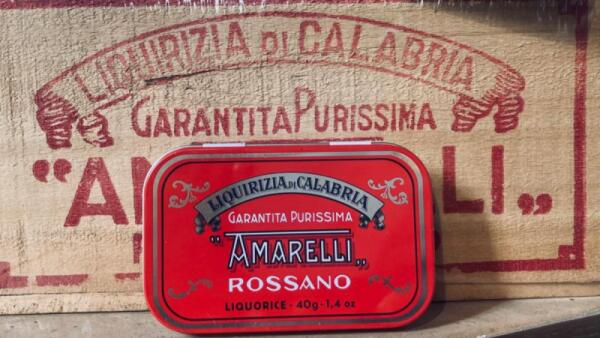 LIQUIRIZIA DI CALABRIA
GARANTITA PURISSIMA
LIQUIRIZIA DI CALABRIA
GARANTITA PURISSIMA
"AMARELLI„
ROSSANO
LIQUORICE - 40g - 1,4 oz